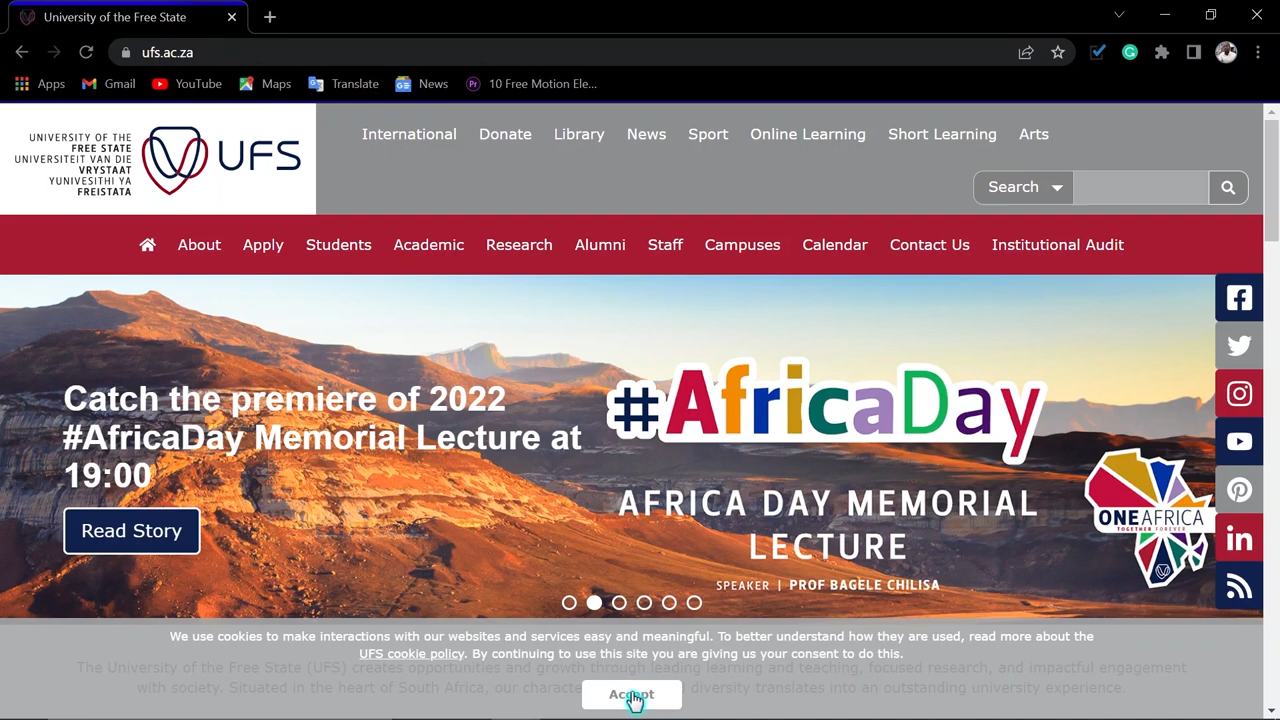 University of the Free State
ufs.ac.za
Apps Gmail YouTube Maps Translate News Pr 10 Free Motion Ele...
UNIVERSITY OF THE
FREE STATE
UNIVERSITEIT VAN DIE
VRYSTAAT
YUNIVESITHI YA
FREISTATA
UFS
International Donate Library News Sport Online Learning Short Learning Arts
Search
About Apply Students Academic Research Alumni Staff Campuses Calendar Contact Us Institutional Audit
Catch the premiere of 2022
#AfricaDay Memorial Lecture at
19:00
Read Story
#AfricaDay
AFRICA DAY MEMORIAL
LECTURE
SPEAKER | PROF BAGELE CHILISA
ONEAFRICA
TOGETHER FOREVER
We use cookies to make interactions with our websites and services easy and meaningful. To better understand how they are used, read more about the
UFS cookie policy. By continuing to use this site you are giving us your consent to do this.
The University of the Free State (UFS) creates opportunities and growth through leading learning and teaching, focused research, and impactful engagement
with society. Situated in the heart of South Africa, our diversity translates into an outstanding university experience.
Accept